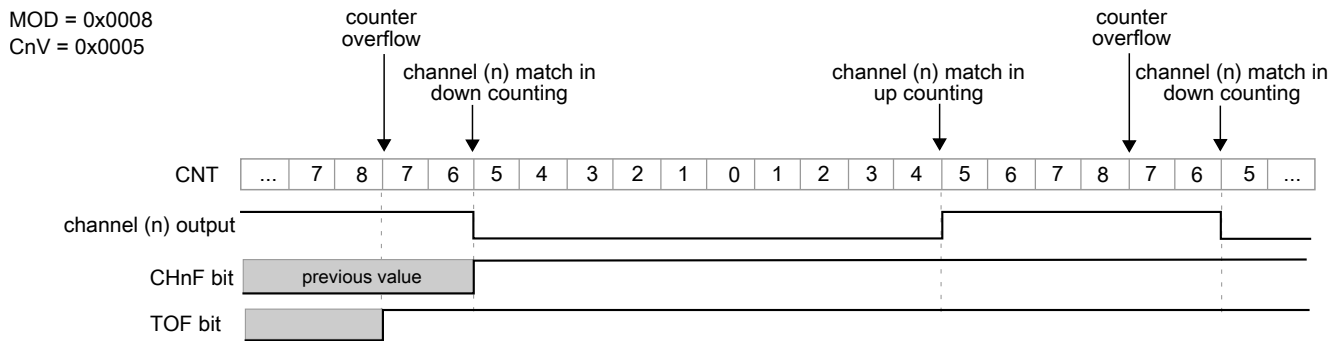 MOD = 0x0008
CnV = 0x0005
counter
overflow
channel (n) match in
down counting
channel (n) match in
up counting
counter
overflow
channel (n) match in
down counting
CNT ... 7 8 7 6 5 4 3 2 1 0 1 2 3 4 5 6 7 8 7 6 5 ...
channel (n) output
CHnF bit previous value
TOF bit